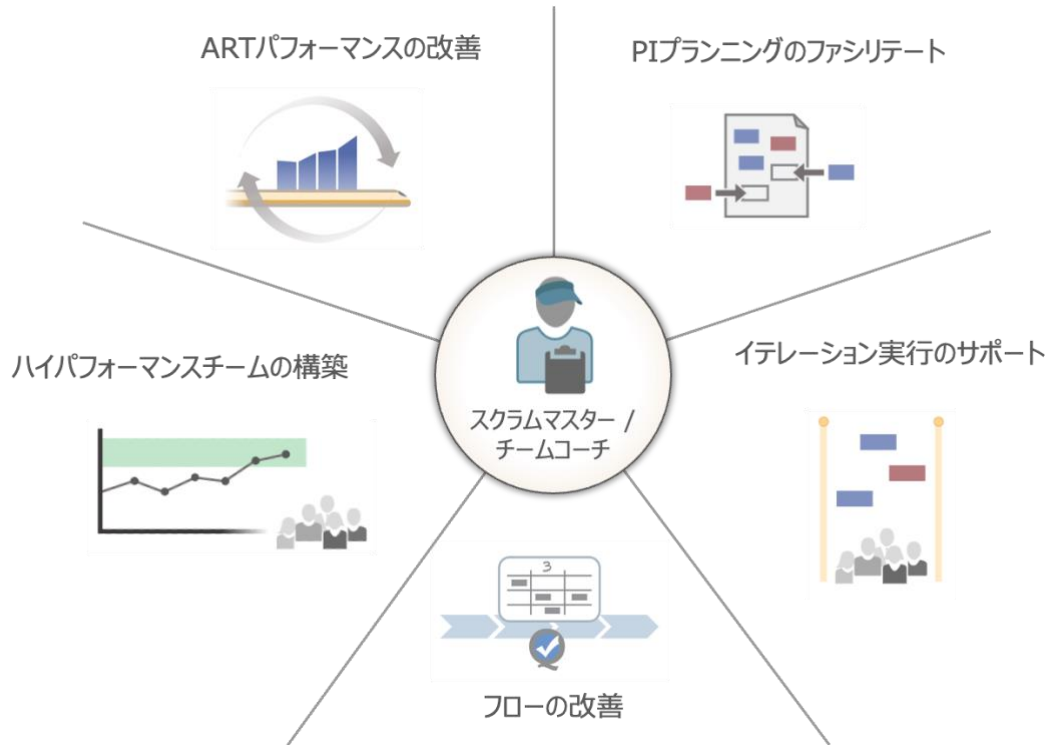 ARTパフォーマンスの改善
PIプランニングのファシリテート
ハイパフォーマンスチームの構築
イテレーション実行のサポート
スクラムマスター /
チームコーチ
3
フローの改善